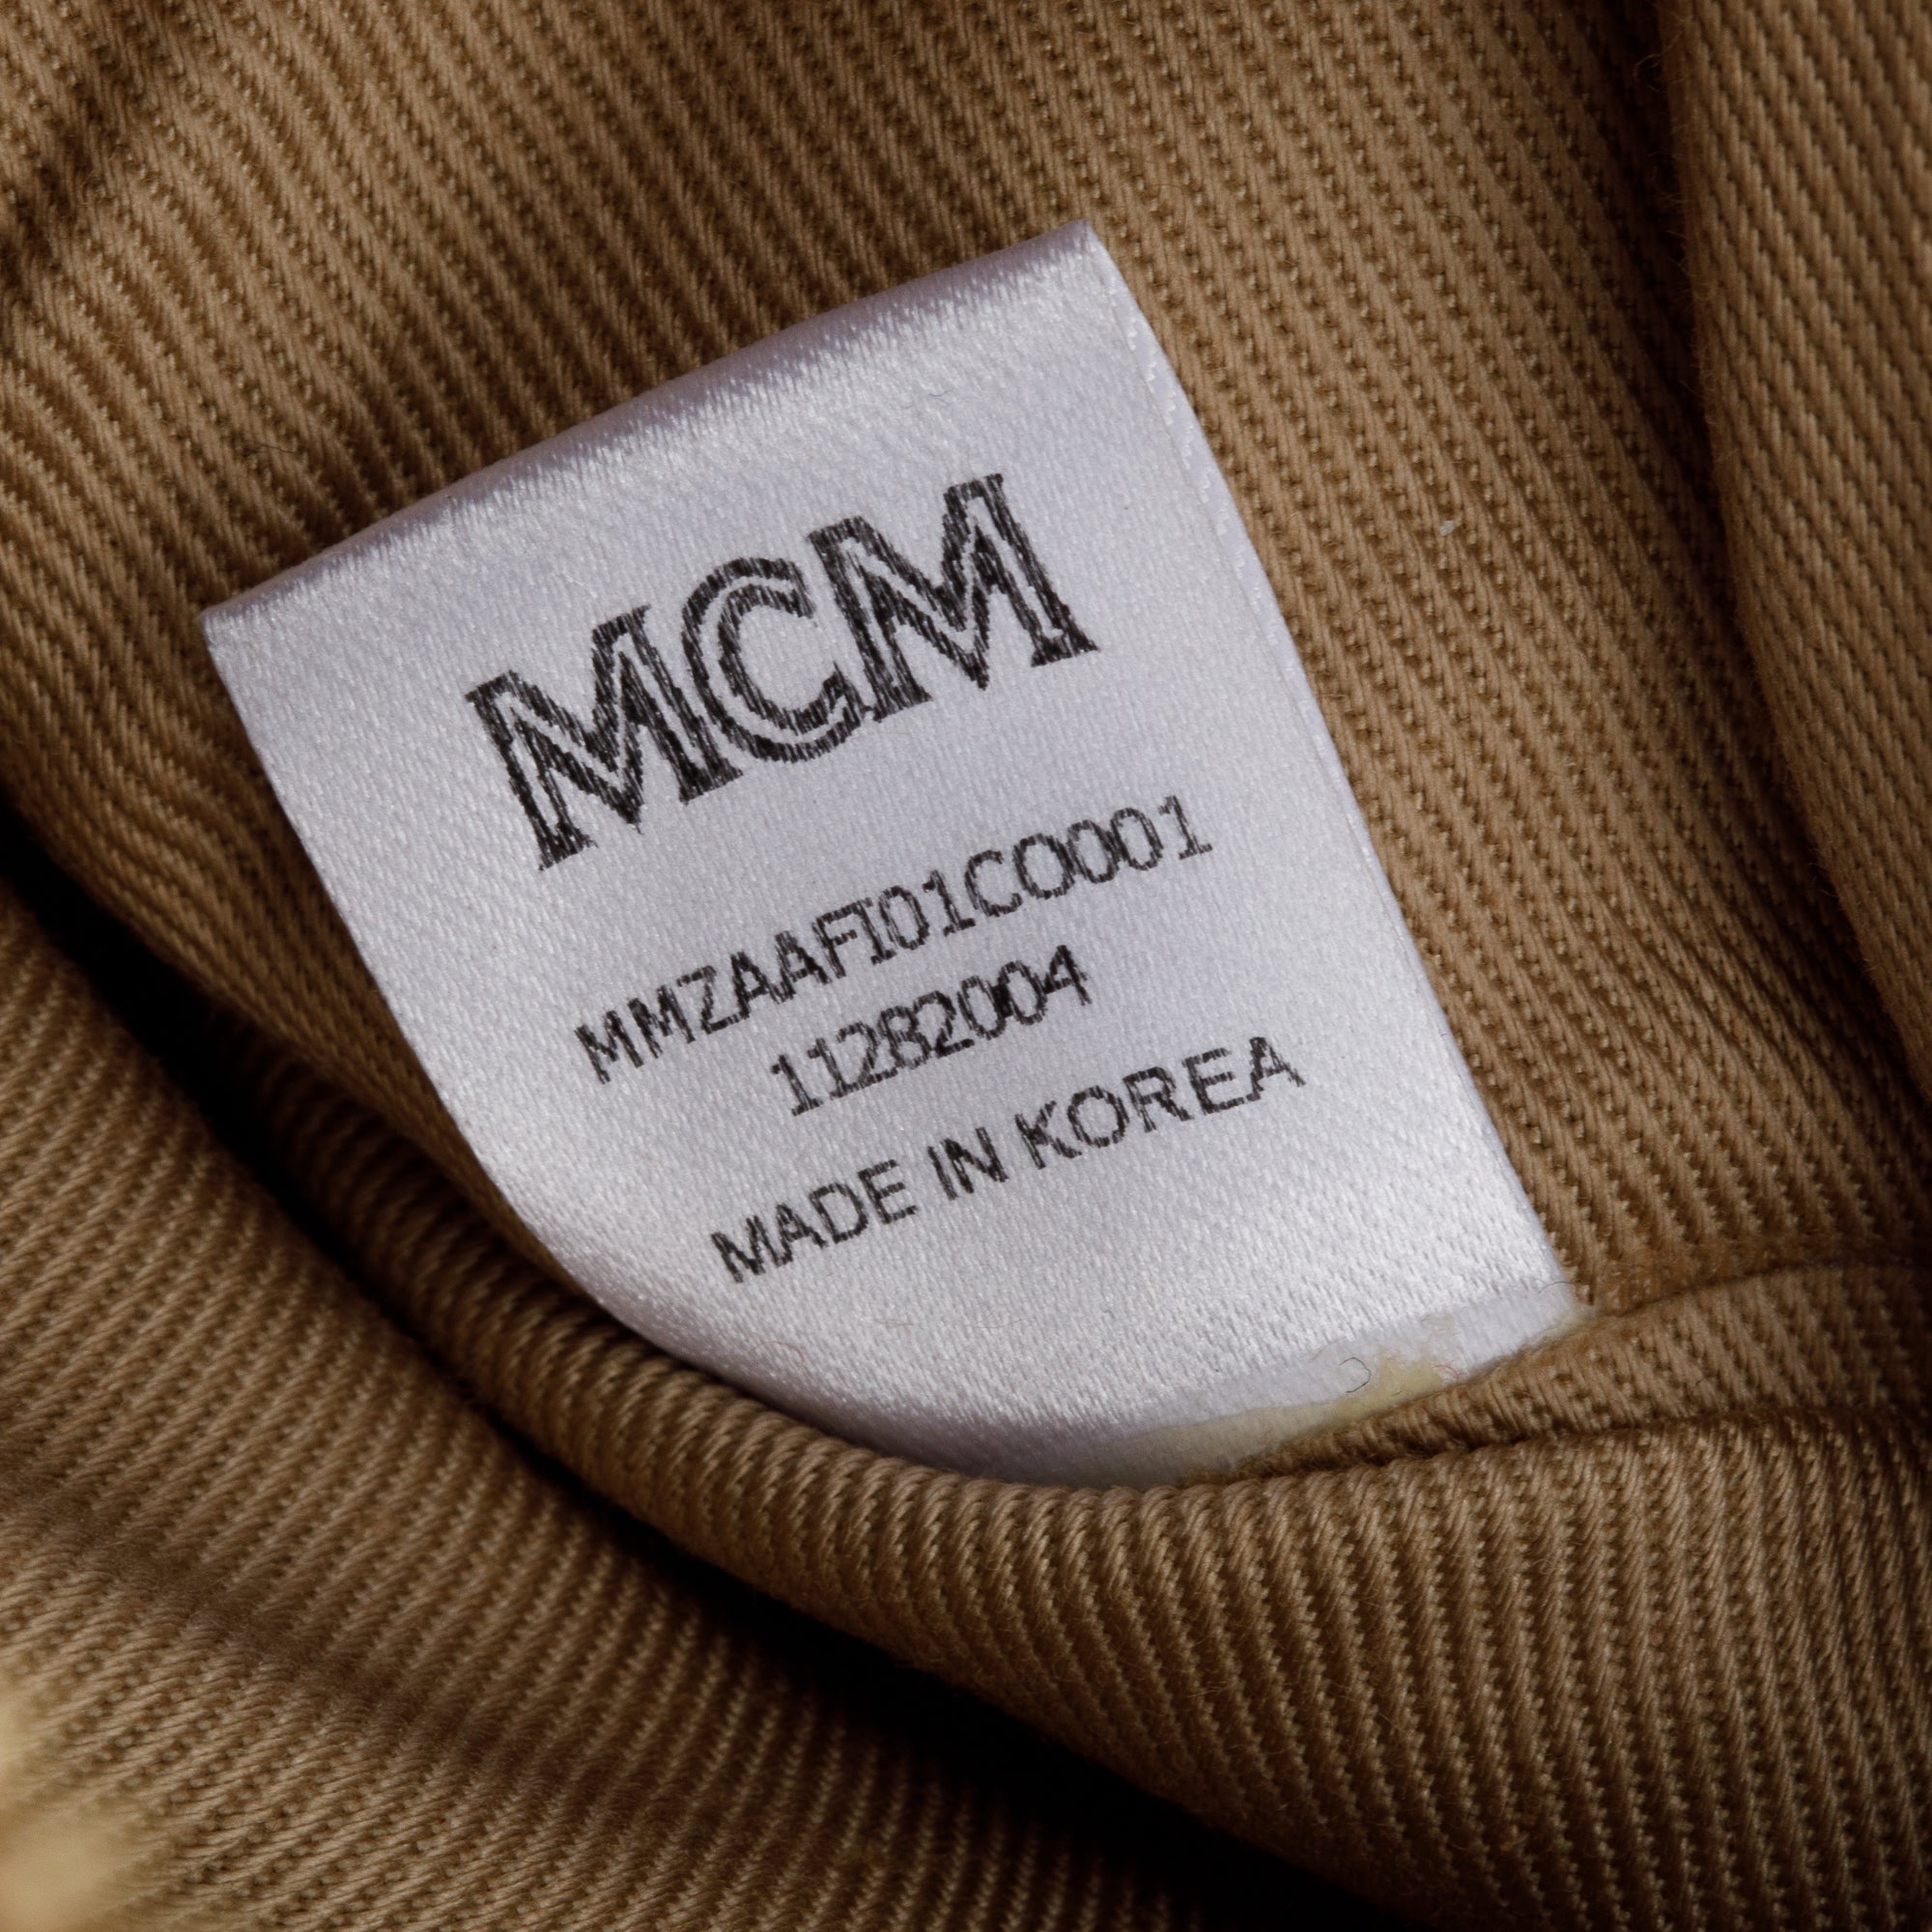 MCM
MMZAAFI01CO001
11282004
MADE IN KOREA